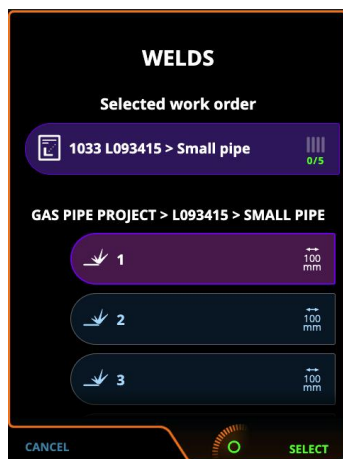 WELDS
Selected work order
1033 L093415 > Small pipe
0/5
GAS PIPE PROJECT > L093415 > SMALL PIPE
1
100
mm
2
100
mm
3
100
mm
CANCEL
SELECT